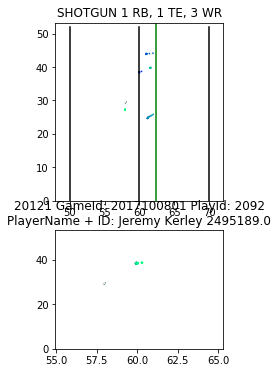 SHOTGUN 1 RB, 1 TE, 3 WR
50
40
30
20
10
0
50 55 60 65 70
20121 GameId: 2017100801 PlayId: 2092
PlayerName + ID: Jeremy Kerley 2495189.0
40
20
0
55.0 57.5 60.0 62.5 65.0